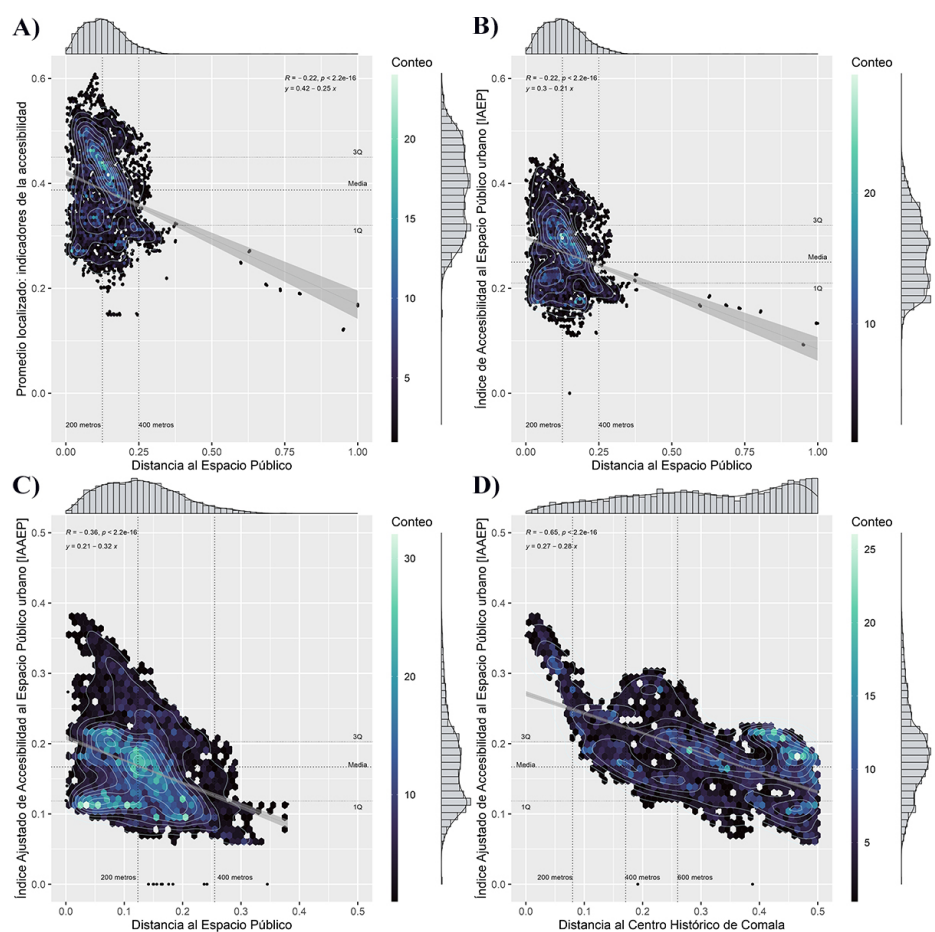 A)
Conteo
R = −0.22, p < 2.2e-16
y = 0.42 − 0.25 x
0.6
0.4
0.2
0.0
3Q
Media
1Q
200 metros
400 metros
0.00
0.25
0.50
0.75
1.00
Distancia al Espacio Público
Promedio localizado: indicadores de la accesibilidad
20
15
10
5
B)
Conteo
R = −0.22, p < 2.2e-16
y = 0.3 − 0.21 x
0.6
0.4
0.2
0.0
3Q
Media
1Q
200 metros
400 metros
0.00
0.25
0.50
0.75
1.00
Distancia al Espacio Público
Índice de Accesibilidad al Espacio Público urbano [IAEP]
20
10
C)
Conteo
R = −0.36, p < 2.2e-16
y = 0.21 − 0.32 x
0.5
0.4
0.3
0.2
0.1
0.0
3Q
Media
1Q
200 metros
400 metros
0.0
0.1
0.2
0.3
0.4
0.5
Distancia al Espacio Público
Índice Ajustado de Accesibilidad al Espacio Público urbano [IAAEP]
30
20
10
D)
Conteo
R = −0.65, p < 2.2e-16
y = 0.27 − 0.28 x
0.5
0.4
0.3
0.2
0.1
0.0
3Q
Media
1Q
200 metros
400 metros
600 metros
0.0
0.1
0.2
0.3
0.4
0.5
Distancia al Centro Histórico de Comala
Índice Ajustado de Accesibilidad al Espacio Público urbano [IAAEP]
25
20
15
10
5